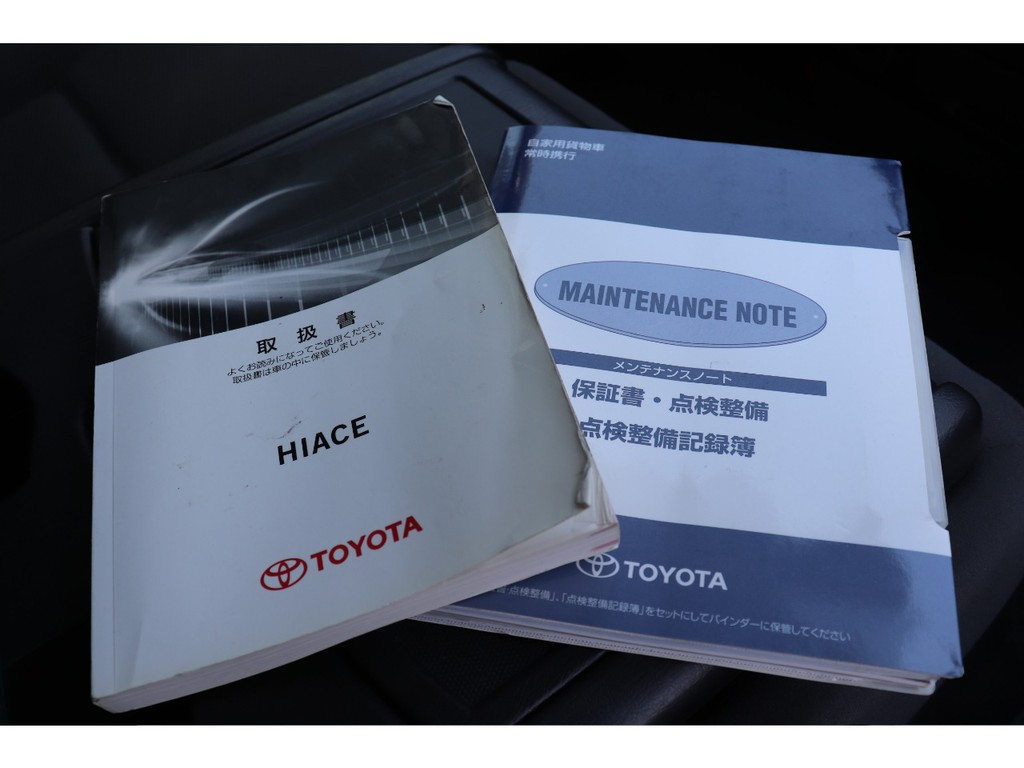 取扱書
よくお読みになってご使用ください。
取扱書は車の中に保管しましょう。
HIACE
TOYOTA
自家用貨物車
常時携行
MAINTENANCE NOTE
メンテナンスノート
保証書・点検整備
点検整備記録簿
TOYOTA
・点検整備」、「点検整備記録簿」をセットにしてバインダーに保管してください